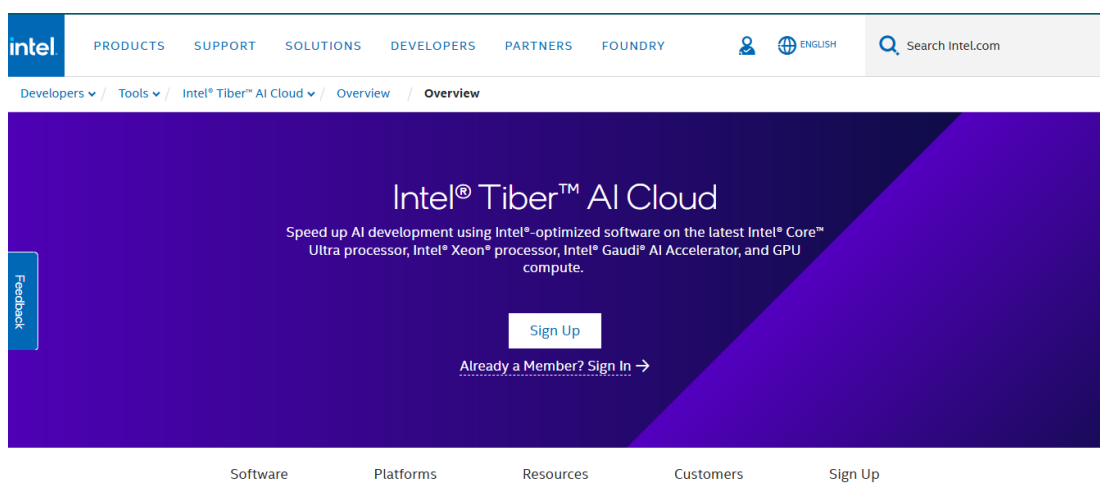 intel.
PRODUCTS SUPPORT SOLUTIONS DEVELOPERS PARTNERS FOUNDRY ENGLISH Search Intel.com
Developers / Tools / Intel® Tiber™ AI Cloud / Overview / Overview
Intel® Tiber™ AI Cloud
Speed up AI development using Intel®-optimized software on the latest Intel® Core™
Ultra processor, Intel® Xeon® processor, Intel® Gaudi® AI Accelerator, and GPU
compute.
Feedback
Sign Up
Already a Member? Sign In →
Software Platforms Resources Customers Sign Up